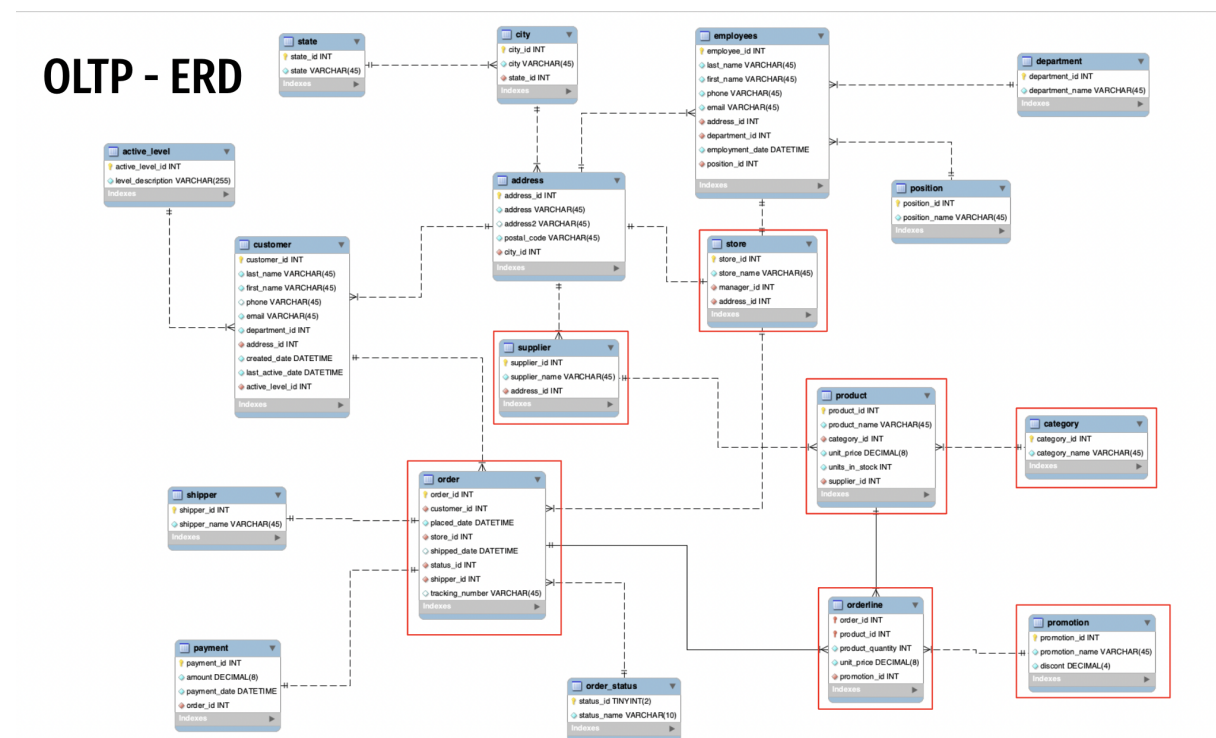 OLTP - ERD
state
state_id INT
state VARCHAR(45)
Indexes
city
city_id INT
city VARCHAR(45)
state_id INT
Indexes
employees
employee_id INT
last_name VARCHAR(45)
first_name VARCHAR(45)
phone VARCHAR(45)
email VARCHAR(45)
address_id INT
department_id INT
employment_date DATETIME
position_id INT
Indexes
department
department_id INT
department_name VARCHAR(45)
Indexes
active_level
active_level_id INT
level_description VARCHAR(255)
Indexes
address
address_id INT
address VARCHAR(45)
address2 VARCHAR(45)
postal_code VARCHAR(45)
city_id INT
Indexes
position
position_id INT
position_name VARCHAR(45)
Indexes
customer
customer_id INT
last_name VARCHAR(45)
first_name VARCHAR(45)
phone VARCHAR(45)
email VARCHAR(45)
department_id INT
address_id INT
created_date DATETIME
last_active_date DATETIME
active_level_id INT
Indexes
store
store_id INT
store_name VARCHAR(45)
manager_id INT
address_id INT
Indexes
supplier
supplier_id INT
supplier_name VARCHAR(45)
address_id INT
Indexes
product
product_id INT
product_name VARCHAR(45)
category_id INT
unit_price DECIMAL(8)
units_in_stock INT
supplier_id INT
Indexes
category
category_id INT
category_name VARCHAR(45)
Indexes
order
order_id INT
customer_id INT
placed_date DATETIME
store_id INT
shipped_date DATETIME
status_id INT
shipper_id INT
tracking_number VARCHAR(45)
Indexes
shipper
shipper_id INT
shipper_name VARCHAR(45)
Indexes
orderline
order_id INT
product_id INT
product_quantity INT
unit_price DECIMAL(8)
promotion_id INT
Indexes
promotion
promotion_id INT
promotion_name VARCHAR(45)
discont DECIMAL(4)
Indexes
payment
payment_id INT
amount DECIMAL(8)
payment_date DATETIME
order_id INT
Indexes
order_status
status_id TINYINT(2)
status_name VARCHAR(10)
Indexes